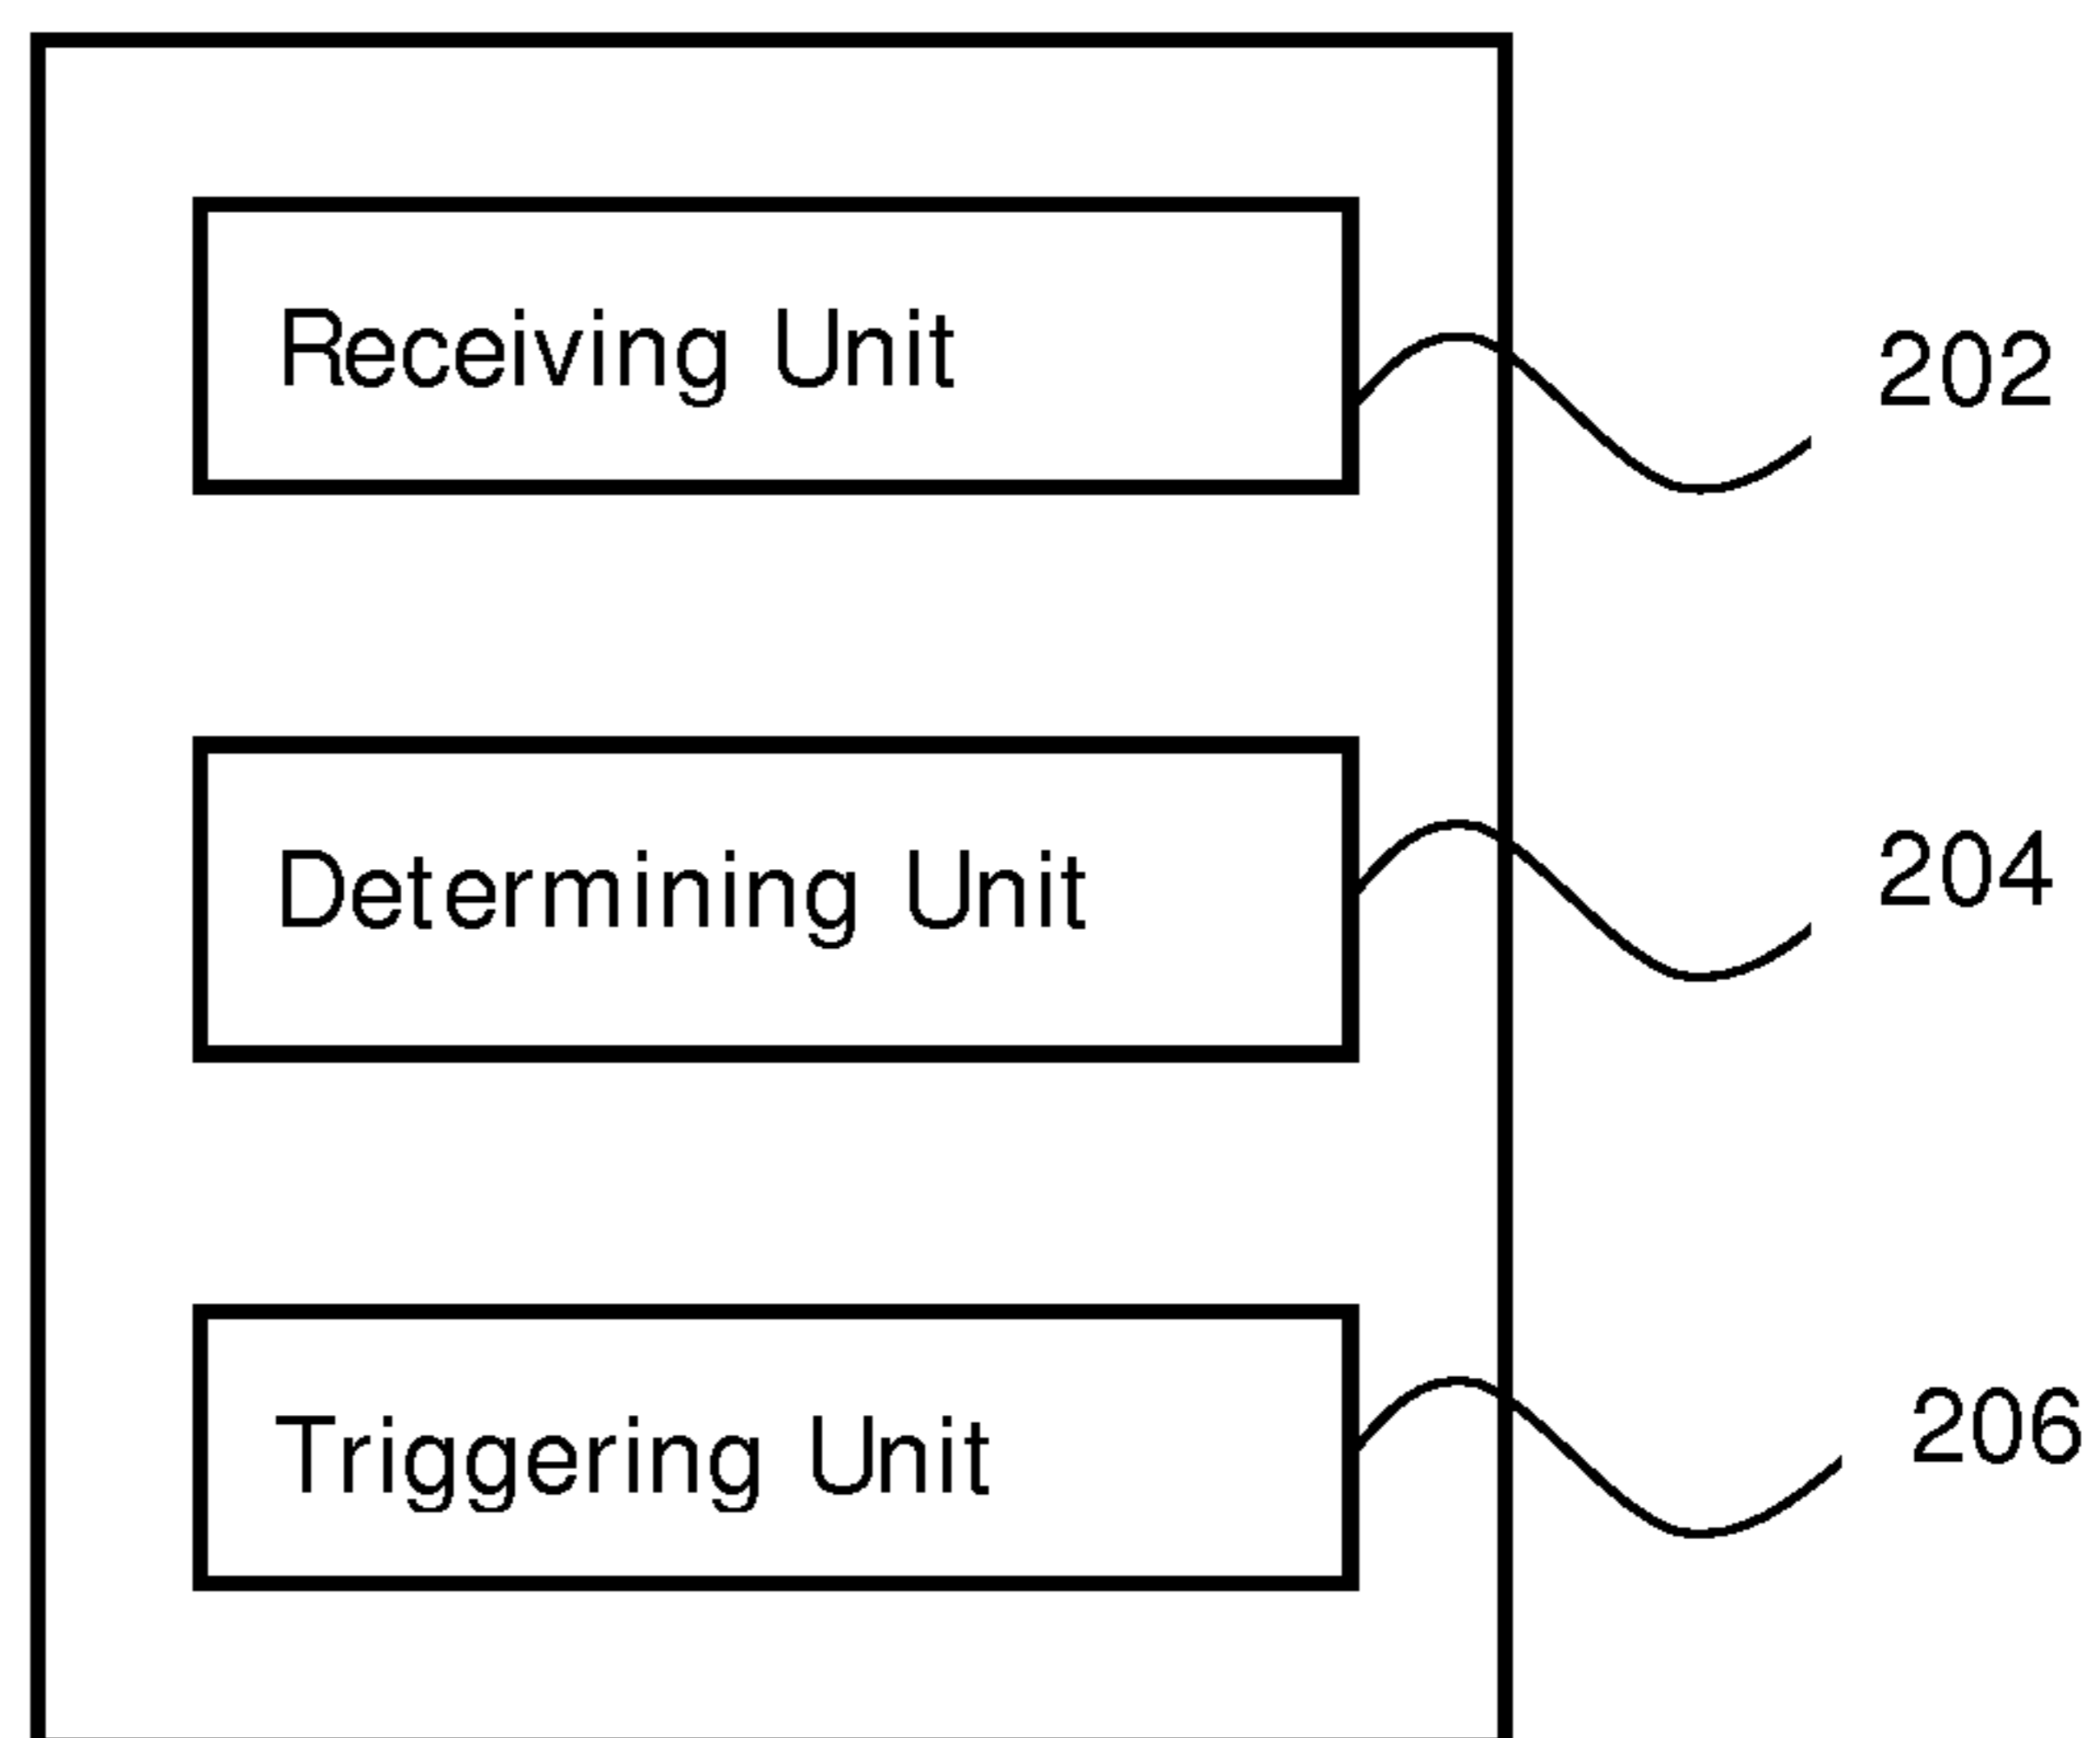 Receiving Unit
202
Determining Unit
204
Triggering Unit
206